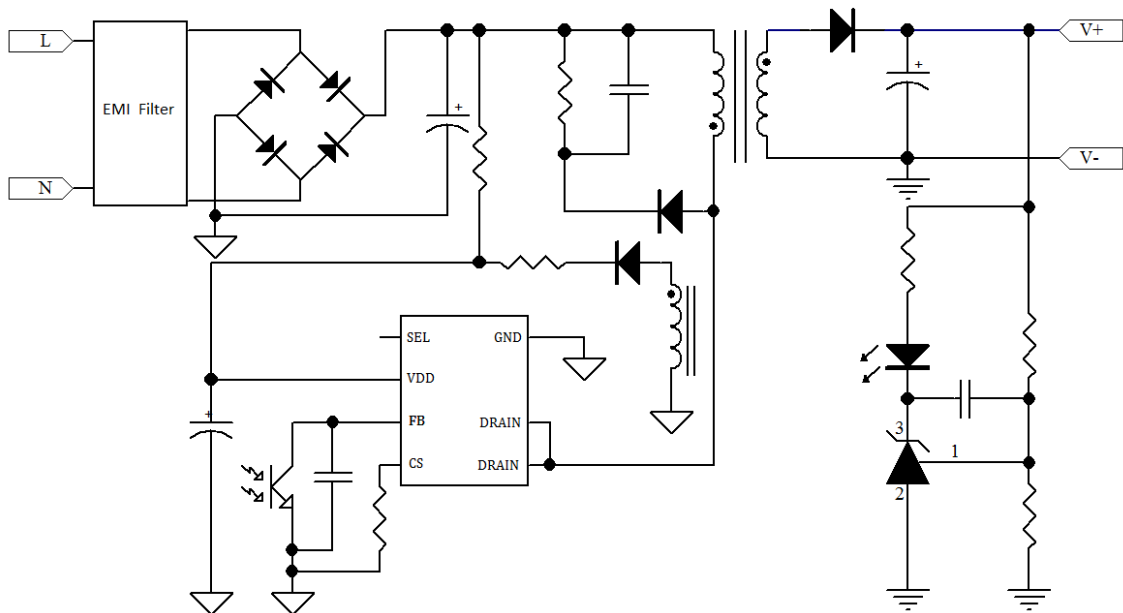 L
EMI Filter
N
V+
+
+
V-
SEL
GND
VDD
+
FB
DRAIN
CS
DRAIN
3
1
2